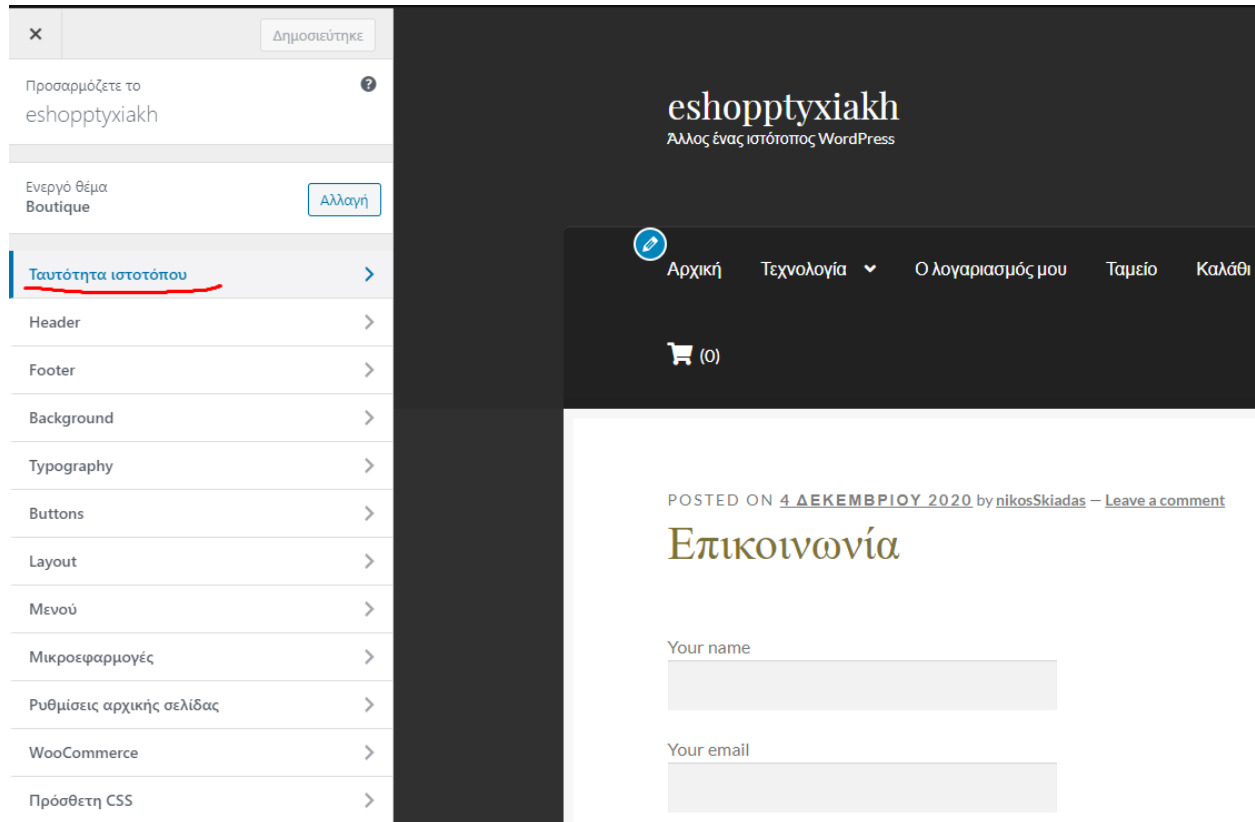 × Δημοσιεύτηκε
Προσαρμόζετε το
eshopptyxiakh
Ενεργό θέμα
Boutique
Αλλαγή
Ταυτότητα ιστοτόπου
Header
Footer
Background
Typography
Buttons
Layout
Μενού
Μικροεφαρμογές
Ρυθμίσεις αρχικής σελίδας
WooCommerce
Πρόσθετη CSS
eshopptyxiakh
Άλλος ένας ιστότοπος WordPress
Αρχική Τεχνολογία Ο λογαριασμός μου Ταμείο Καλάθι
(0)
POSTED ON 4 ΔΕΚΕΜΒΡΙΟΥ 2020 by nikosSkiadas — Leave a comment
Επικοινωνία
Your name
Your email